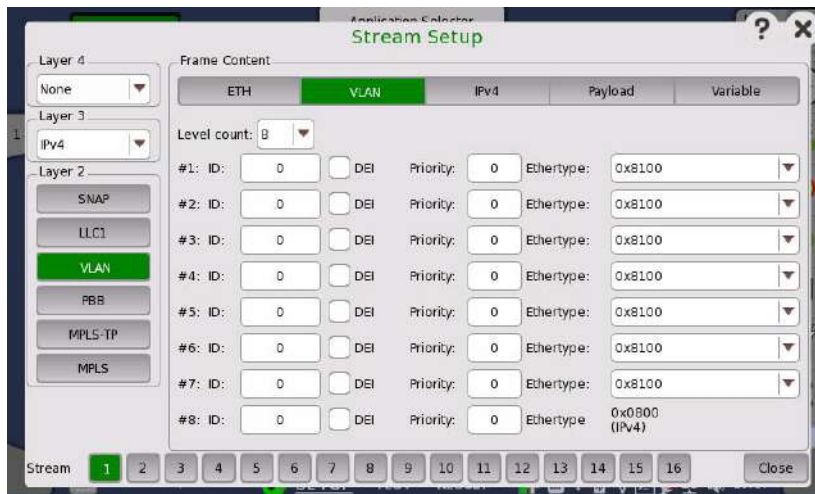 Application Selector
Stream Setup
? X
Layer 4
None
Layer 3
IPv4
Layer 2
SNAP
LLC1
VLAN
PBB
MPLS-TP
MPLS
Frame Content
ETH VLAN IPv4 Payload Variable
Level count: 8
#1: ID: 0 DEI Priority: 0 Ethertype: 0x8100
#2: ID: 0 DEI Priority: 0 Ethertype: 0x8100
#3: ID: 0 DEI Priority: 0 Ethertype: 0x8100
#4: ID: 0 DEI Priority: 0 Ethertype: 0x8100
#5: ID: 0 DEI Priority: 0 Ethertype: 0x8100
#6: ID: 0 DEI Priority: 0 Ethertype: 0x8100
#7: ID: 0 DEI Priority: 0 Ethertype: 0x8100
#8: ID: 0 DEI Priority: 0 Ethertype 0x0800
(IPv4)
Stream 1 2 3 4 5 6 7 8 9 10 11 12 13 14 15 16 Close